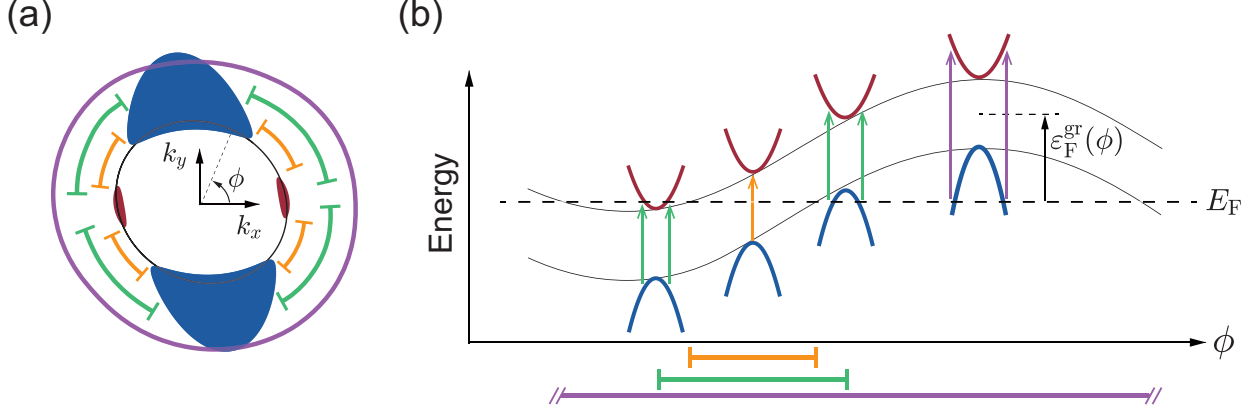 (a)
k_y
ϕ
k_x
(b)
Energy
ε_F^gr(ϕ)
E_F
ϕ